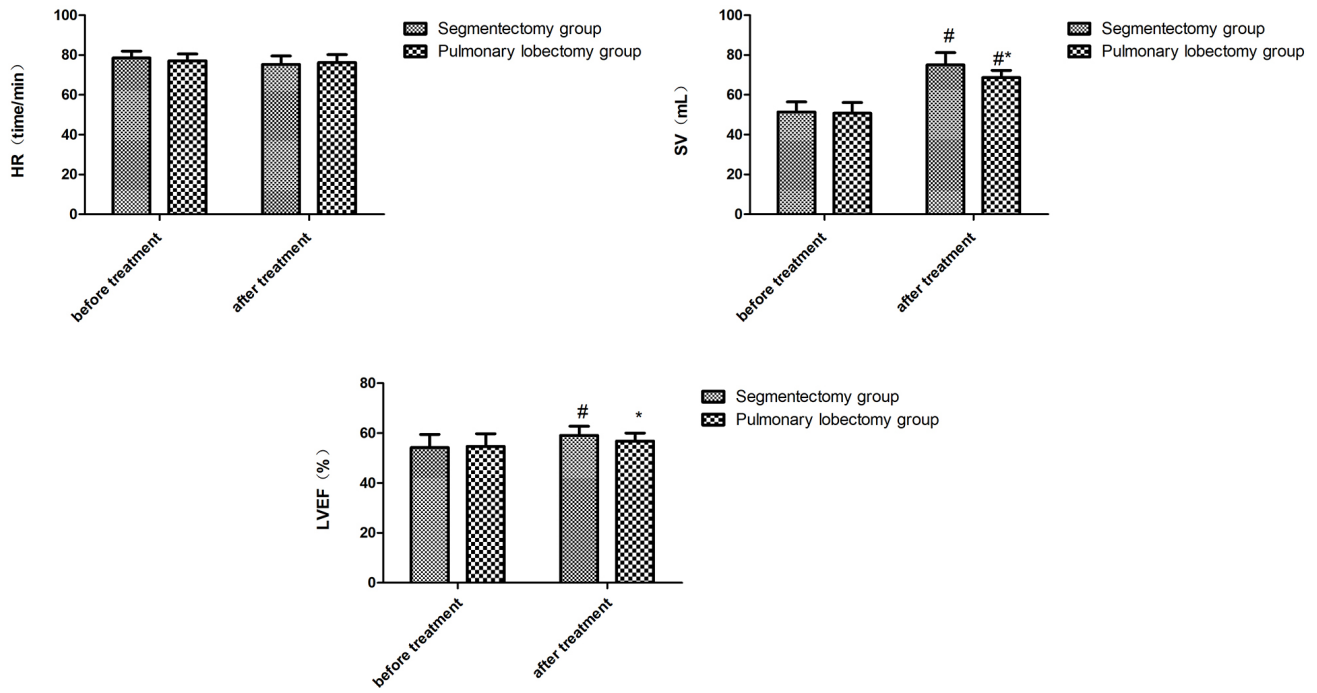 HR（time/min）
100
80
60
40
20
0
before treatment
after treatment
Segmentectomy group
Pulmonary lobectomy group
SV（mL）
100
80
60
40
20
0
#
#*
before treatment
after treatment
Segmentectomy group
Pulmonary lobectomy group
LVEF（%）
80
60
40
20
0
#
*
before treatment
after treatment
Segmentectomy group
Pulmonary lobectomy group